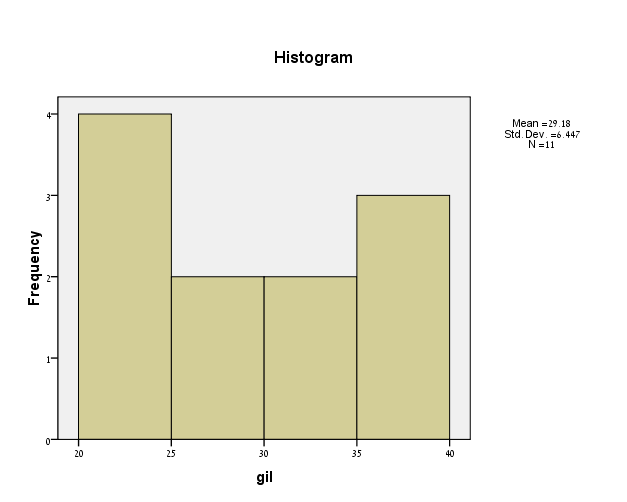 Histogram
Mean =29.18
Std. Dev. =6.447
N =11
Frequency
4
3
2
1
0
20 25 30 35 40
gil